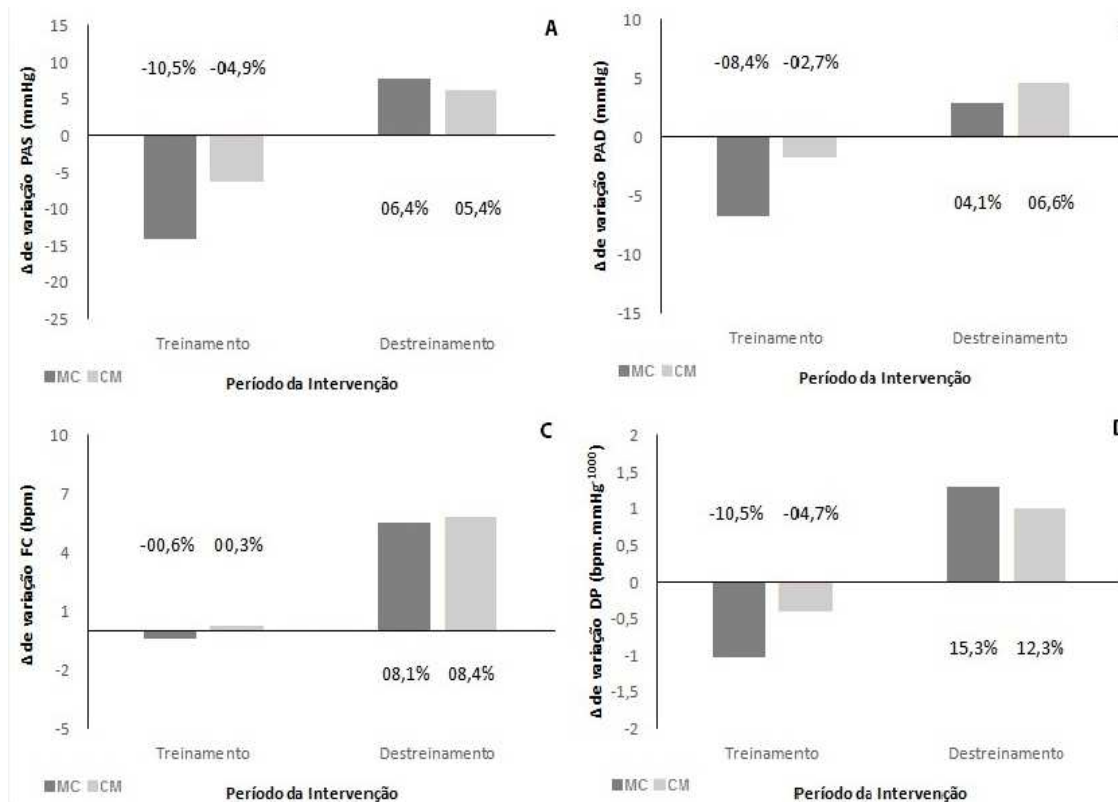 A
Δ de variação PAS (mmHg)
15
10
5
0
-5
-10
-15
-20
-25
-10,5% -04,9%
06,4% 05,4%
Treinamento Destreinamento
MC CM
Período da Intervenção
Δ de variação PAD (mmHg)
10
5
0
-5
-10
-15
-08,4% -02,7%
04,1% 06,6%
Treinamento Destreinamento
MC CM
Período da Intervenção
C
Δ de variação FC (bpm)
10
7
4
1
-2
-5
-00,6% 00,3%
08,1% 08,4%
Treinamento Destreinamento
MC CM
Período da Intervenção
Δ de variação DP (bpm.mmHg-1000)
2
1,5
1
0,5
0
-0,5
-1
-1,5
-2
-10,5% -04,7%
15,3% 12,3%
Treinamento Destreinamento
MC CM
Período da Intervenção